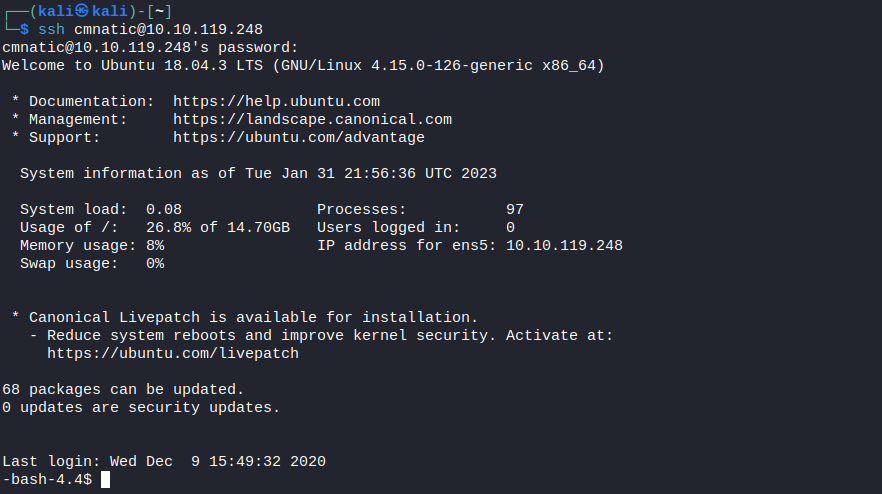 ┌──(kali㉿kali)-[~]
└─$ ssh cmnatic@10.10.119.248
cmnatic@10.10.119.248's password:
Welcome to Ubuntu 18.04.3 LTS (GNU/Linux 4.15.0-126-generic x86_64)
 * Documentation:  https://help.ubuntu.com
 * Management:     https://landscape.canonical.com
 * Support:        https://ubuntu.com/advantage
  System information as of Tue Jan 31 21:56:36 UTC 2023
  System load:  0.08               Processes:           97
  Usage of /:   26.8% of 14.70GB   Users logged in:     0
  Memory usage: 8%                 IP address for ens5: 10.10.119.248
  Swap usage:   0%
 * Canonical Livepatch is available for installation.
   - Reduce system reboots and improve kernel security. Activate at:
     https://ubuntu.com/livepatch
68 packages can be updated.
0 updates are security updates.
Last login: Wed Dec  9 15:49:32 2020
-bash-4.4$